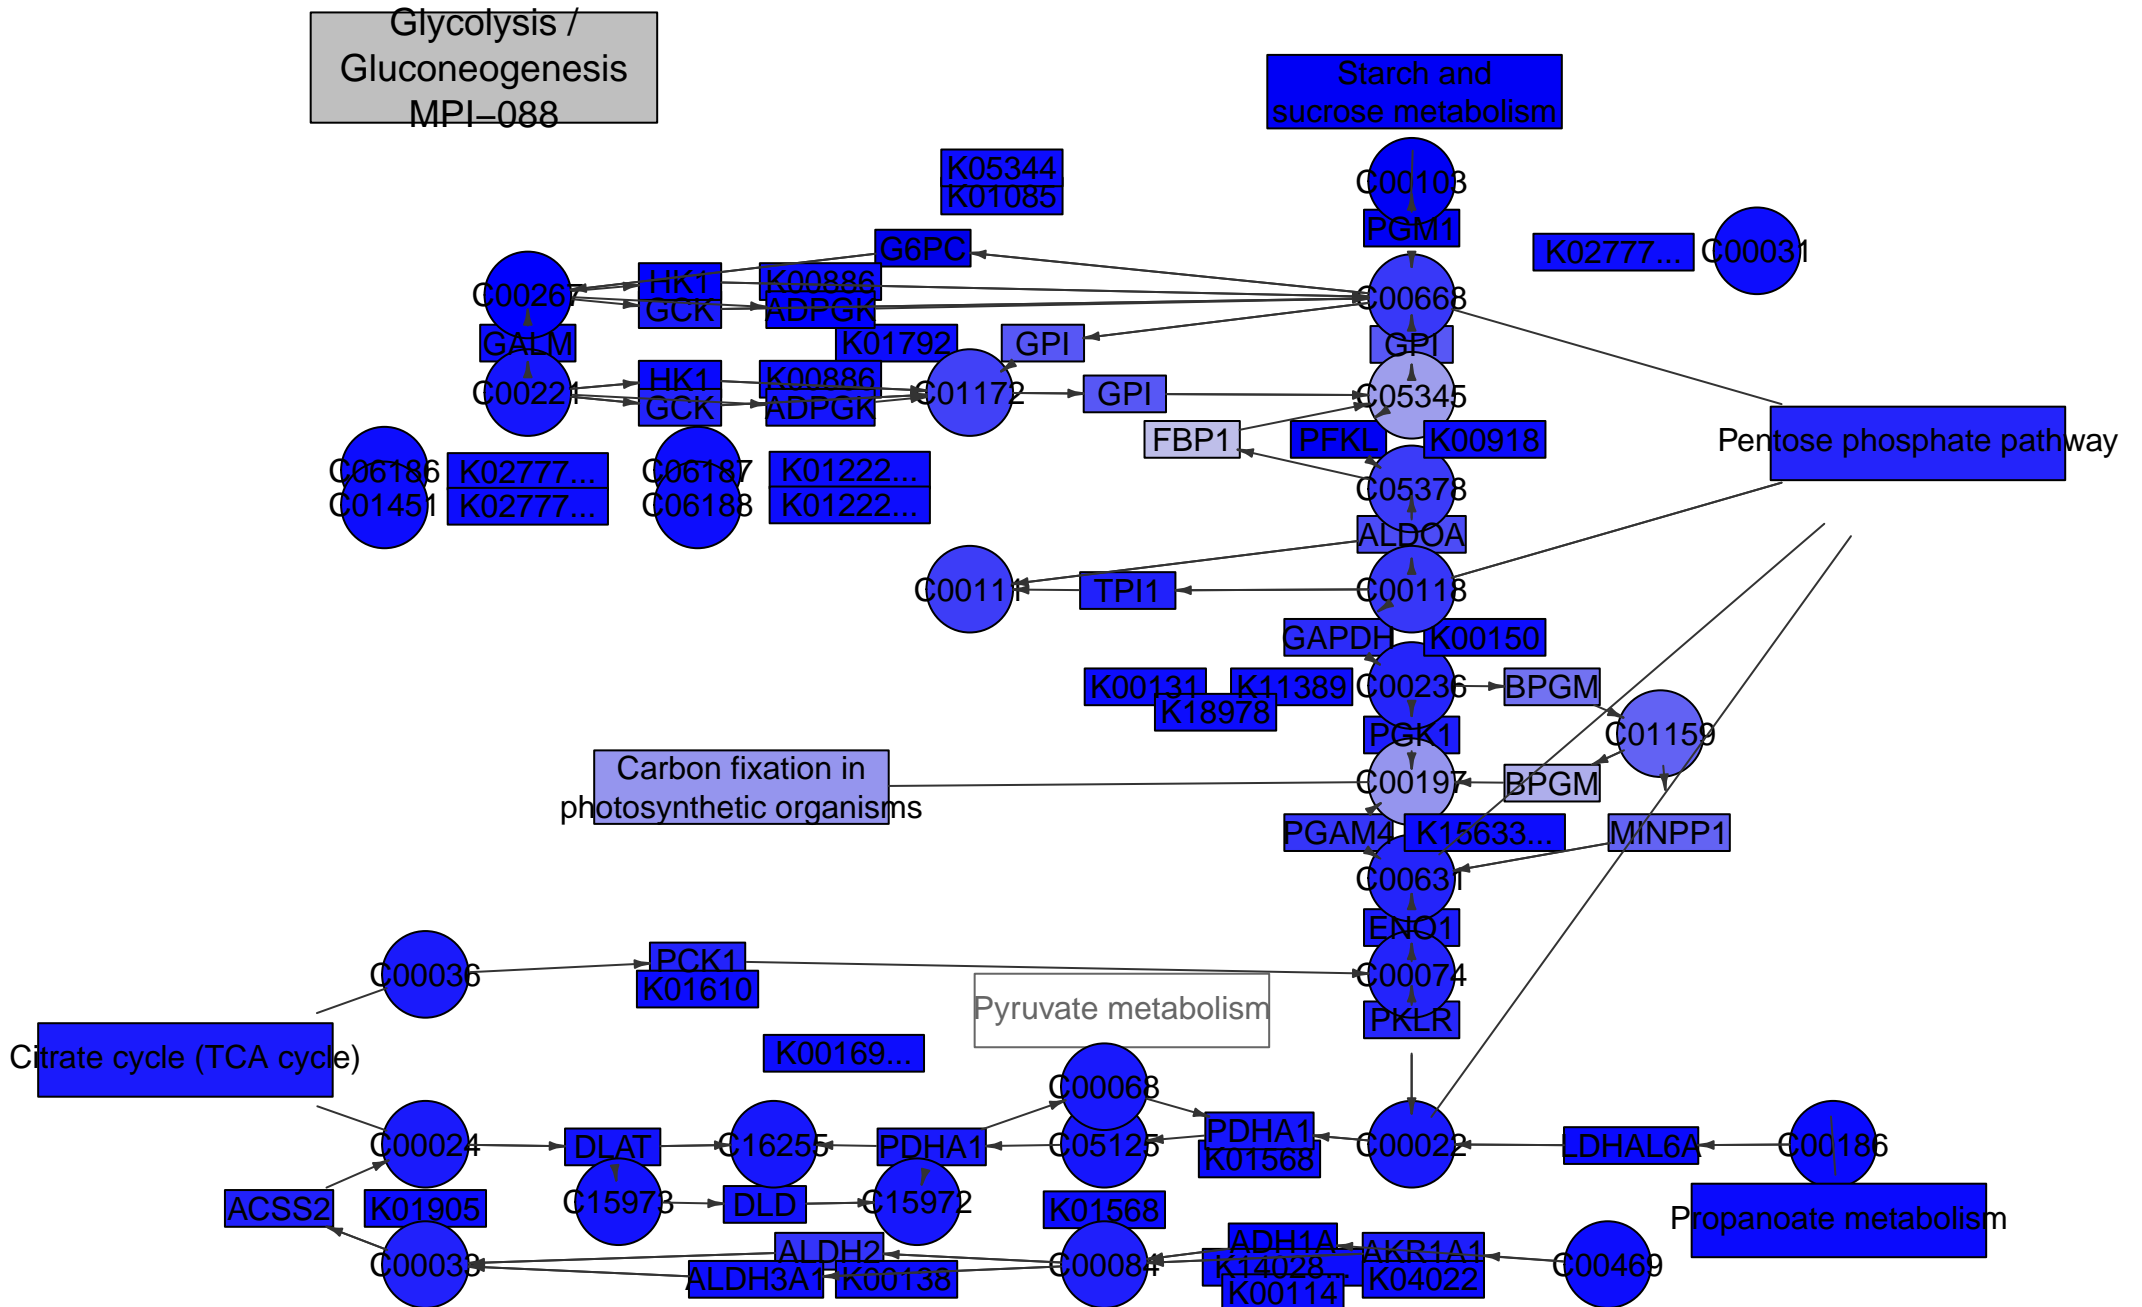 Glycolysis /
Gluconeogenesis
MPI−088
Starch and
sucrose metabolism
K05344
K01085
C00103
PGM1
G6PC
K02777...
C00031
C00267
HK1
K00886
GCK
ADPGK
C00668
GALM
K01792
GPI
GPI
C00221
HK1
K00886
GCK
ADPGK
C01172
GPI
C05345
FBP1
PFKL
K00918
Pentose phosphate pathway
C06186
K02777...
C06187
K01222...
C01451
K02777...
C06188
K01222...
C05378
ALDOA
C00111
TPI1
C00118
GAPDH
K00150
K00131
K11389
K18978
C00236
BPGM
PGK1
C01159
Carbon fixation in
photosynthetic organisms
C00197
BPGM
PGAM4
K15633...
MINPP1
C00631
ENO1
C00036
PCK1
K01610
C00074
Pyruvate metabolism
PKLR
Citrate cycle (TCA cycle)
K00169...
C00068
C00024
DLAT
C16255
PDHA1
C05125
PDHA1
K01568
C00022
LDHAL6A
C00186
ACSS2
K01905
C15973
DLD
C15972
K01568
Propanoate metabolism
C00033
ALDH2
ALDH3A1
K00138
C00084
ADH1A
K14028...
K00114
AKR1A1
K04022
C00469